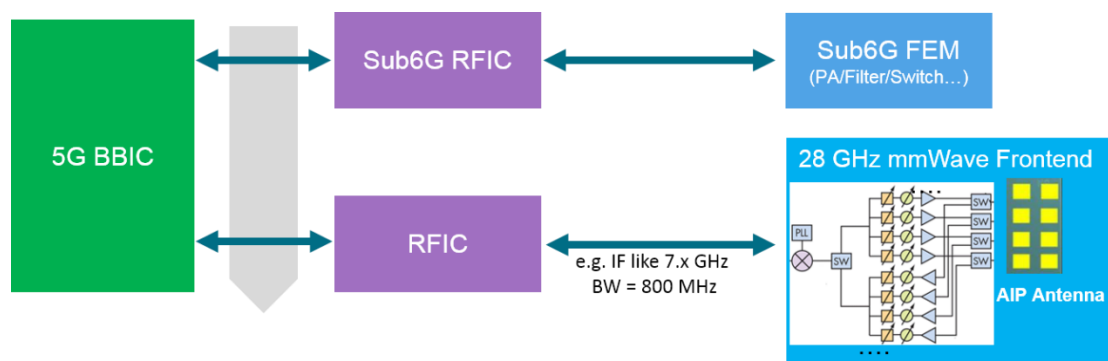 5G BBIC
Sub6G RFIC
Sub6G FEM
(PA/Filter/Switch…)
RFIC
e.g. IF like 7.x GHz
BW = 800 MHz
28 GHz mmWave Frontend
PLL
SW
SW
SW
SW
SW
AIP Antenna